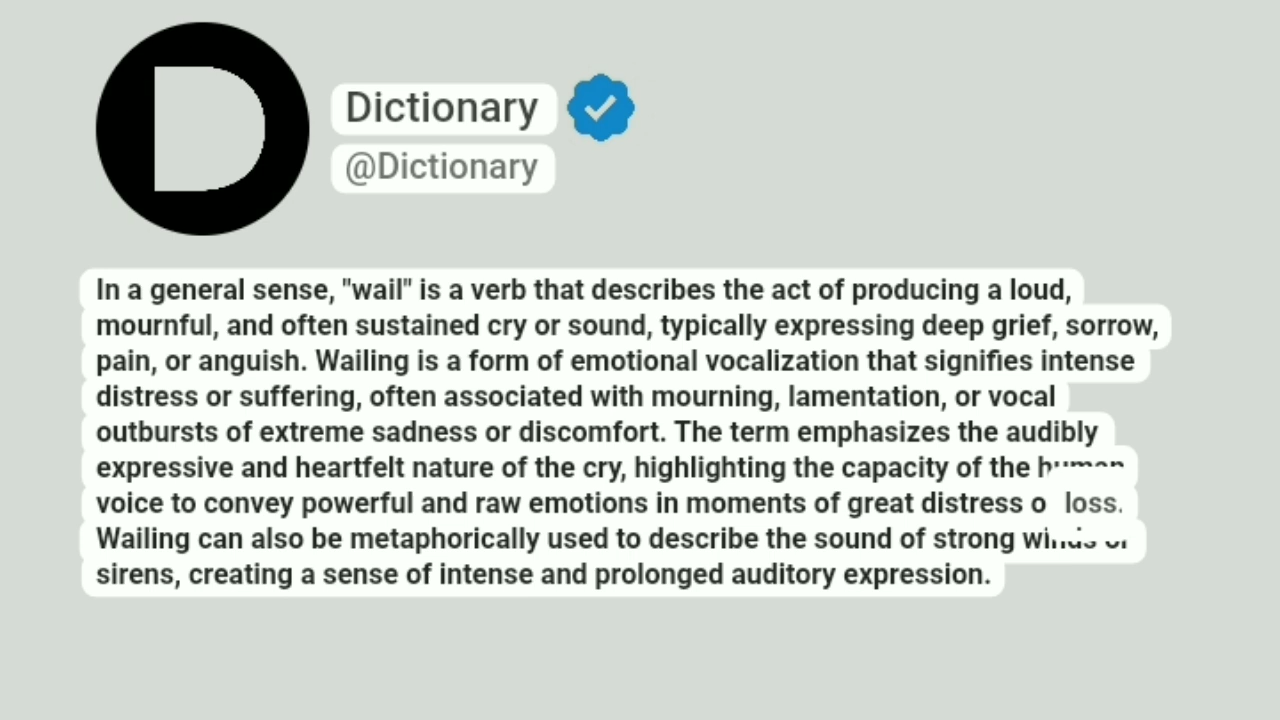 D
Dictionary
@Dictionary
In a general sense, "wail" is a verb that describes the act of producing a loud,
mournful, and often sustained cry or sound, typically expressing deep grief, sorrow,
pain, or anguish. Wailing is a form of emotional vocalization that signifies intense
distress or suffering, often associated with mourning, lamentation, or vocal
outbursts of extreme sadness or discomfort. The term emphasizes the audibly
expressive and heartfelt nature of the cry, highlighting the capacity of the human
voice to convey powerful and raw emotions in moments of great distress o loss.
Wailing can also be metaphorically used to describe the sound of strong winds or
sirens, creating a sense of intense and prolonged auditory expression.